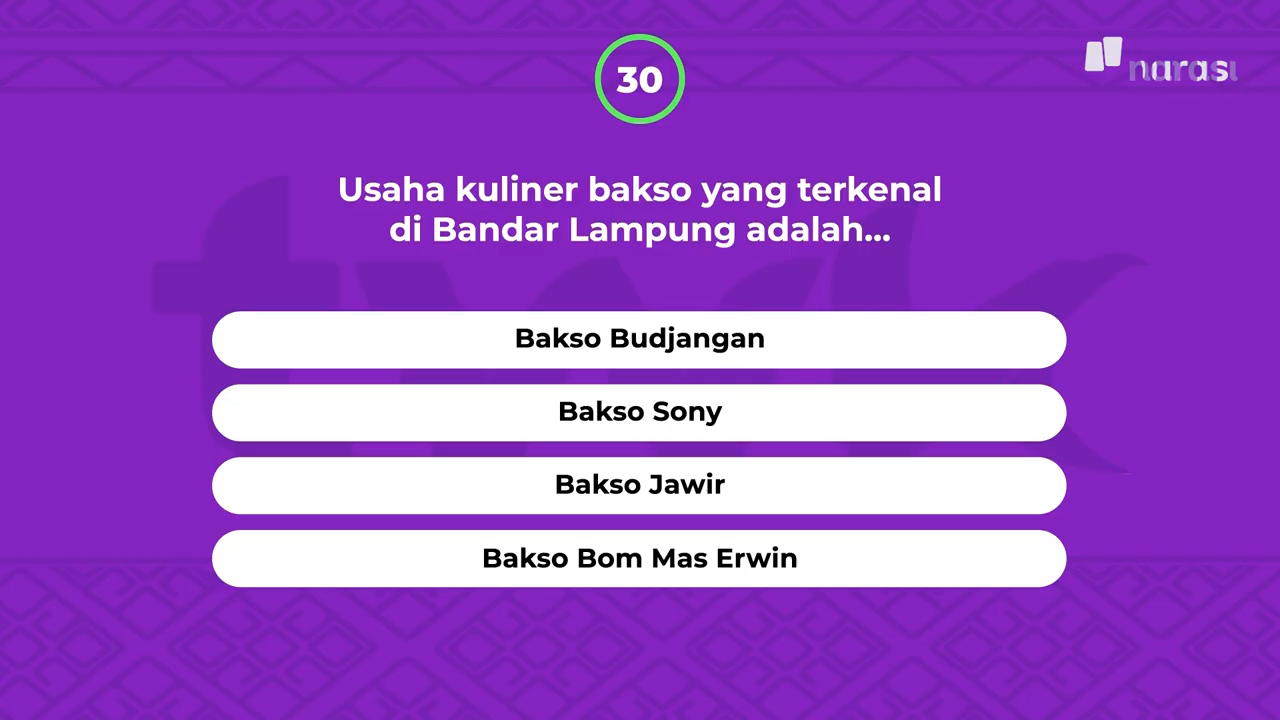 30
narasi
Usaha kuliner bakso yang terkenal
di Bandar Lampung adalah...
Bakso Budjangan
Bakso Sony
Bakso Jawir
Bakso Bom Mas Erwin